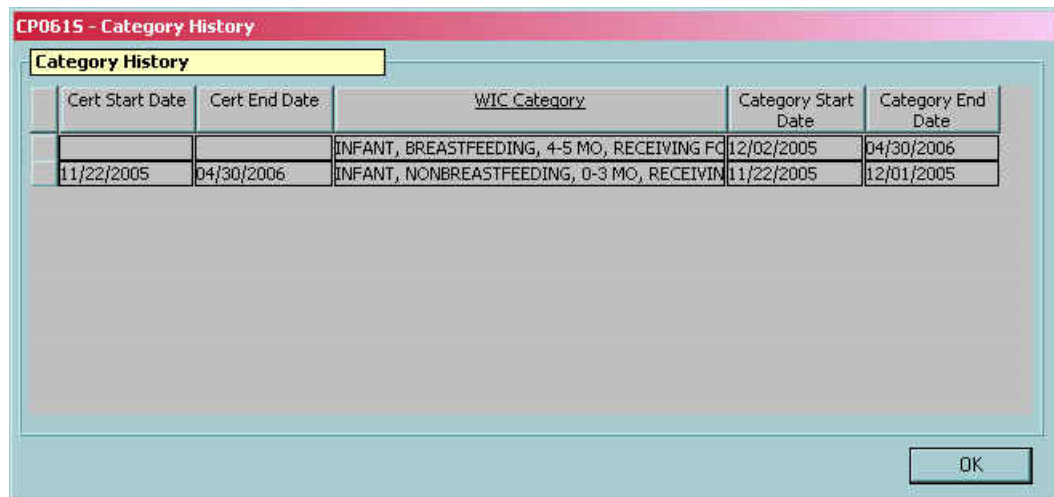 CP061S - Category History
Category History
Cert Start Date Cert End Date WIC Category Category Start Date Category End Date
INFANT, BREASTFEEDING, 4-5 MO, RECEIVING FO 12/02/2005 04/30/2006
11/22/2005 04/30/2006 INFANT, NONBREASTFEEDING, 0-3 MO, RECEIVIN 11/22/2005 12/01/2005
OK